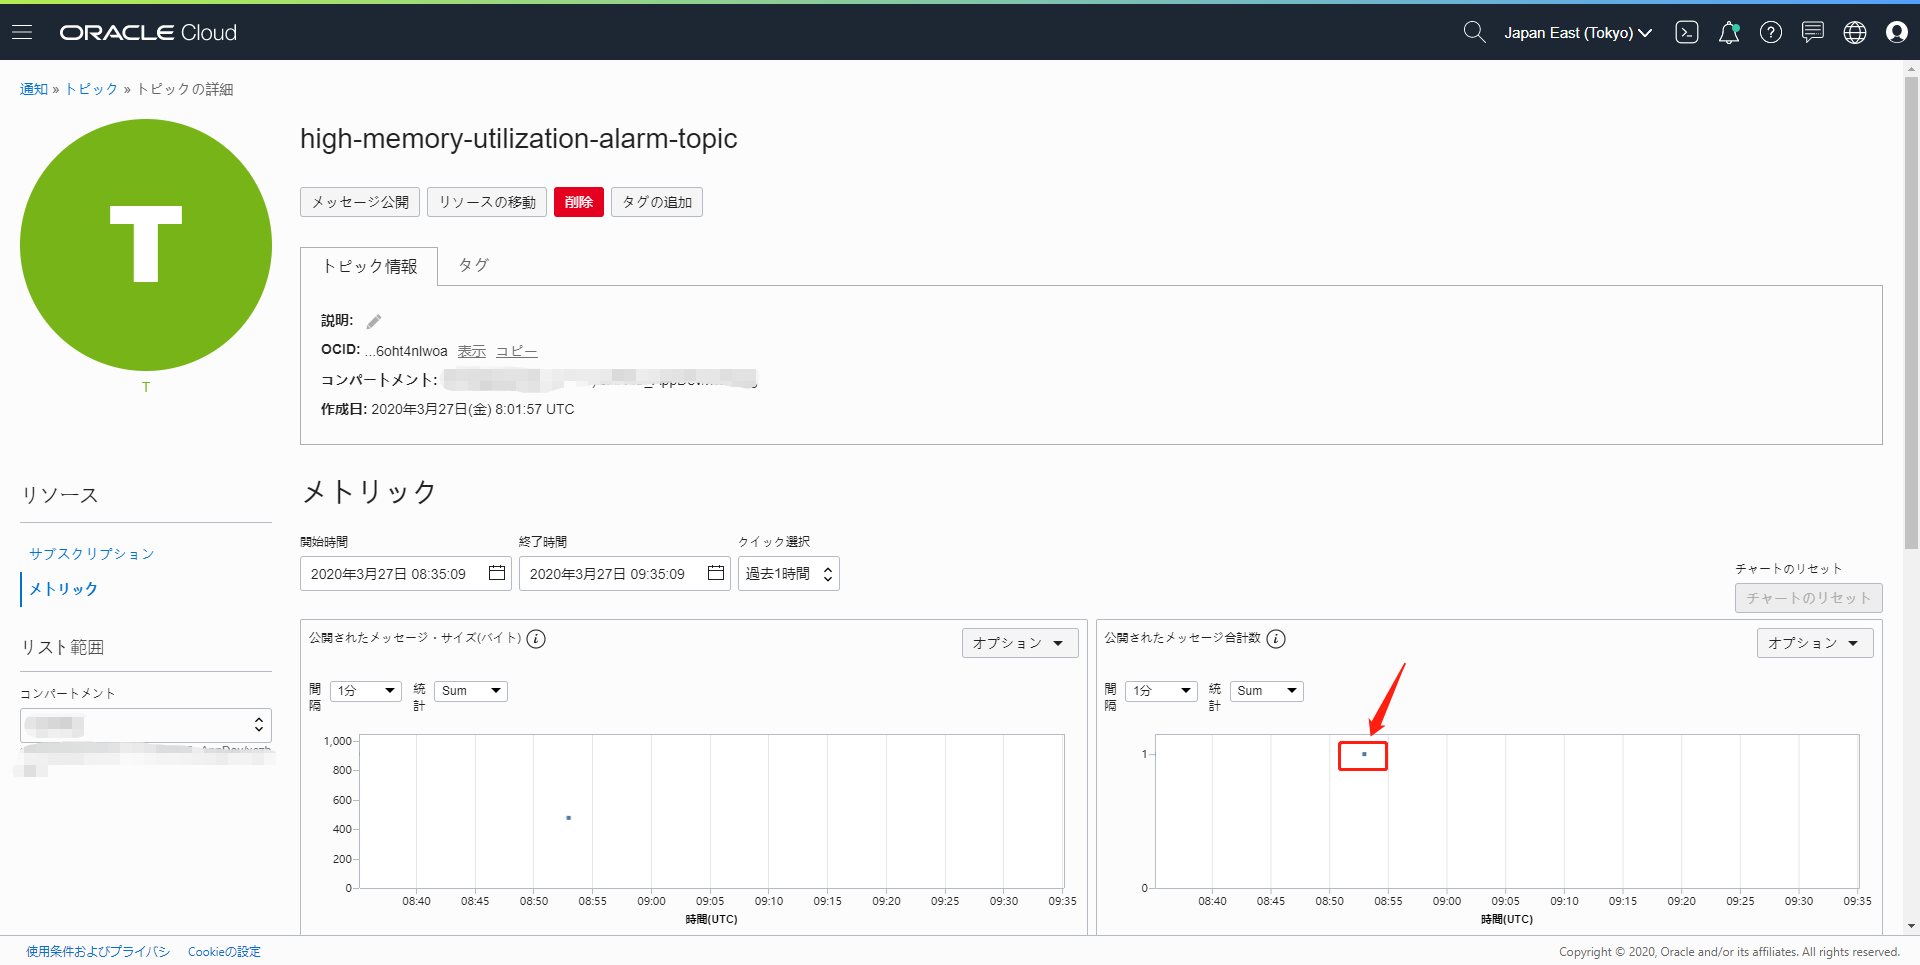 ORACLE Cloud
Japan East (Tokyo)
通知 » トピック » トピックの詳細
T
T
high-memory-utilization-alarm-topic
メッセージ公開 リソースの移動 削除 タグの追加
トピック情報 タグ
説明:
OCID: ...6oht4nlwoa 表示 コピー
コンパートメント:
作成日: 2020年3月27日(金) 8:01:57 UTC
リソース
サブスクリプション
メトリック
リスト範囲
コンパートメント
メトリック
開始時間 終了時間 クイック選択
2020年3月27日 08:35:09 2020年3月27日 09:35:09 過去1時間
チャートのリセット
チャートのリセット
公開されたメッセージ・サイズ(バイト) オプション
間隔 1分 統計 Sum
1,000
800
600
400
200
0
08:40 08:45 08:50 08:55 09:00 09:05 09:10 09:15 09:20 09:25 09:30 09:35
時間(UTC)
公開されたメッセージ合計数 オプション
間隔 1分 統計 Sum
1
0
08:40 08:45 08:50 08:55 09:00 09:05 09:10 09:15 09:20 09:25 09:30 09:35
時間(UTC)
使用条件およびプライバシ Cookieの設定
Copyright © 2020, Oracle and/or its affiliates. All rights reserved.